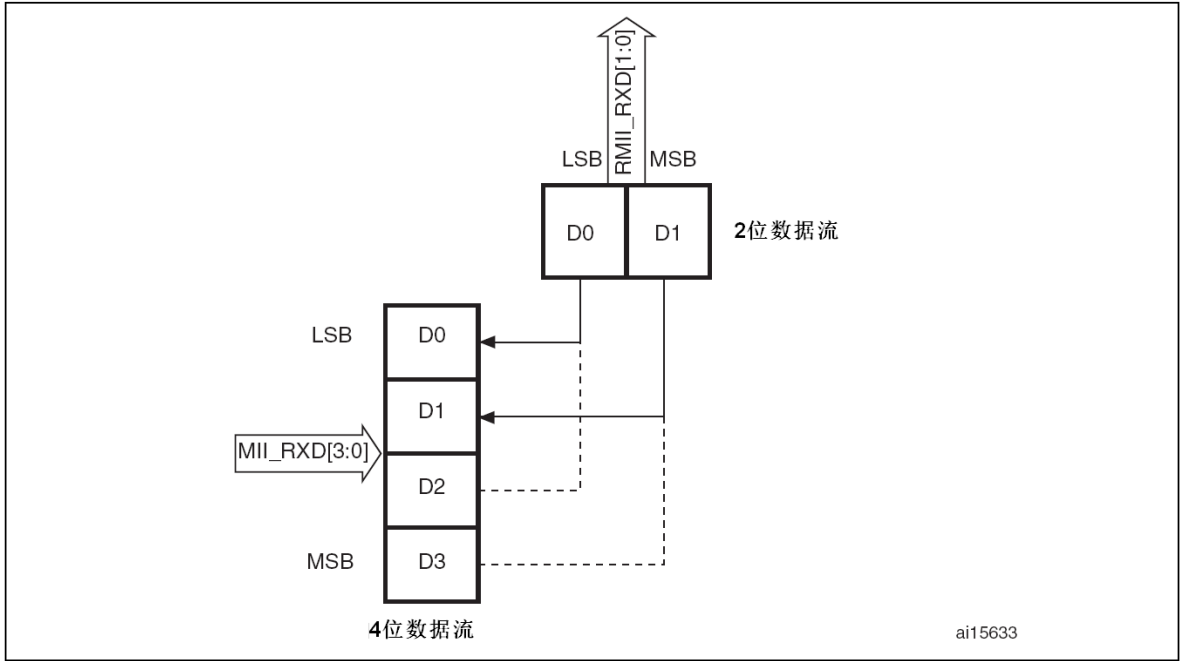 RMII_RXD[1:0]
LSB MSB
D0 D1
2位数据流
LSB D0
D1
MII_RXD[3:0]
D2
MSB D3
4位数据流
ai15633